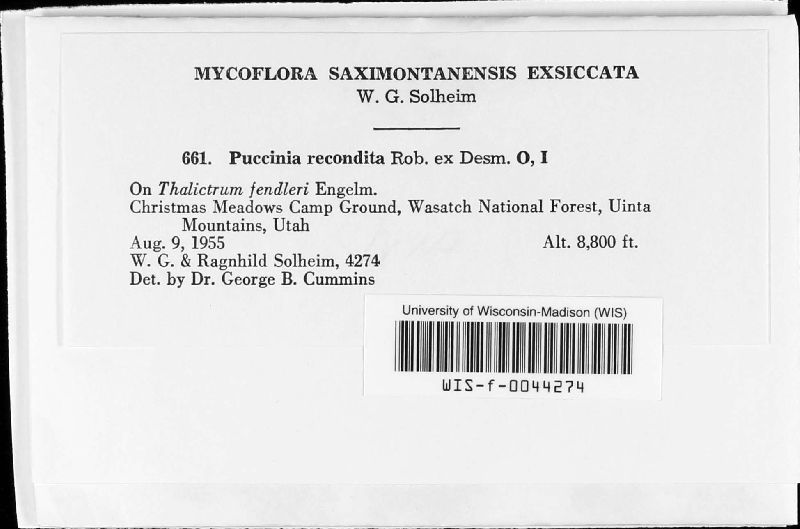 MYCOFLORA SAXIMONTANENSIS EXSICCATA
W. G. Solheim
661. Puccinia recondita Rob. ex Desm. O, I
On Thalictrum fendleri Engelm.
Christmas Meadows Camp Ground, Wasatch National Forest, Uinta
Mountains, Utah
Aug. 9, 1955 Alt. 8,800 ft.
W. G. & Ragnhild Solheim, 4274
Det. by Dr. George B. Cummins
University of Wisconsin-Madison (WIS)
WIS-f-0044274